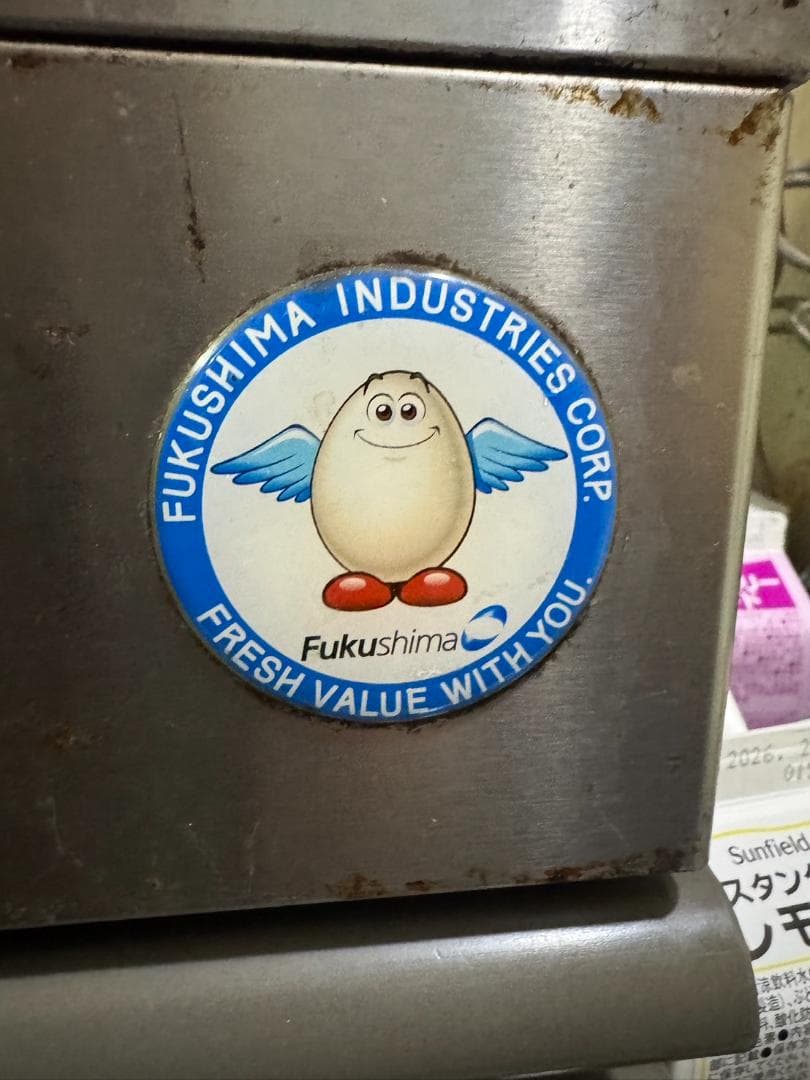 FUKUSHIMA INDUSTRIES CORP.
Fukushima
FRESH VALUE WITH YOU.
2026.
Sunfield
スタン
レモ